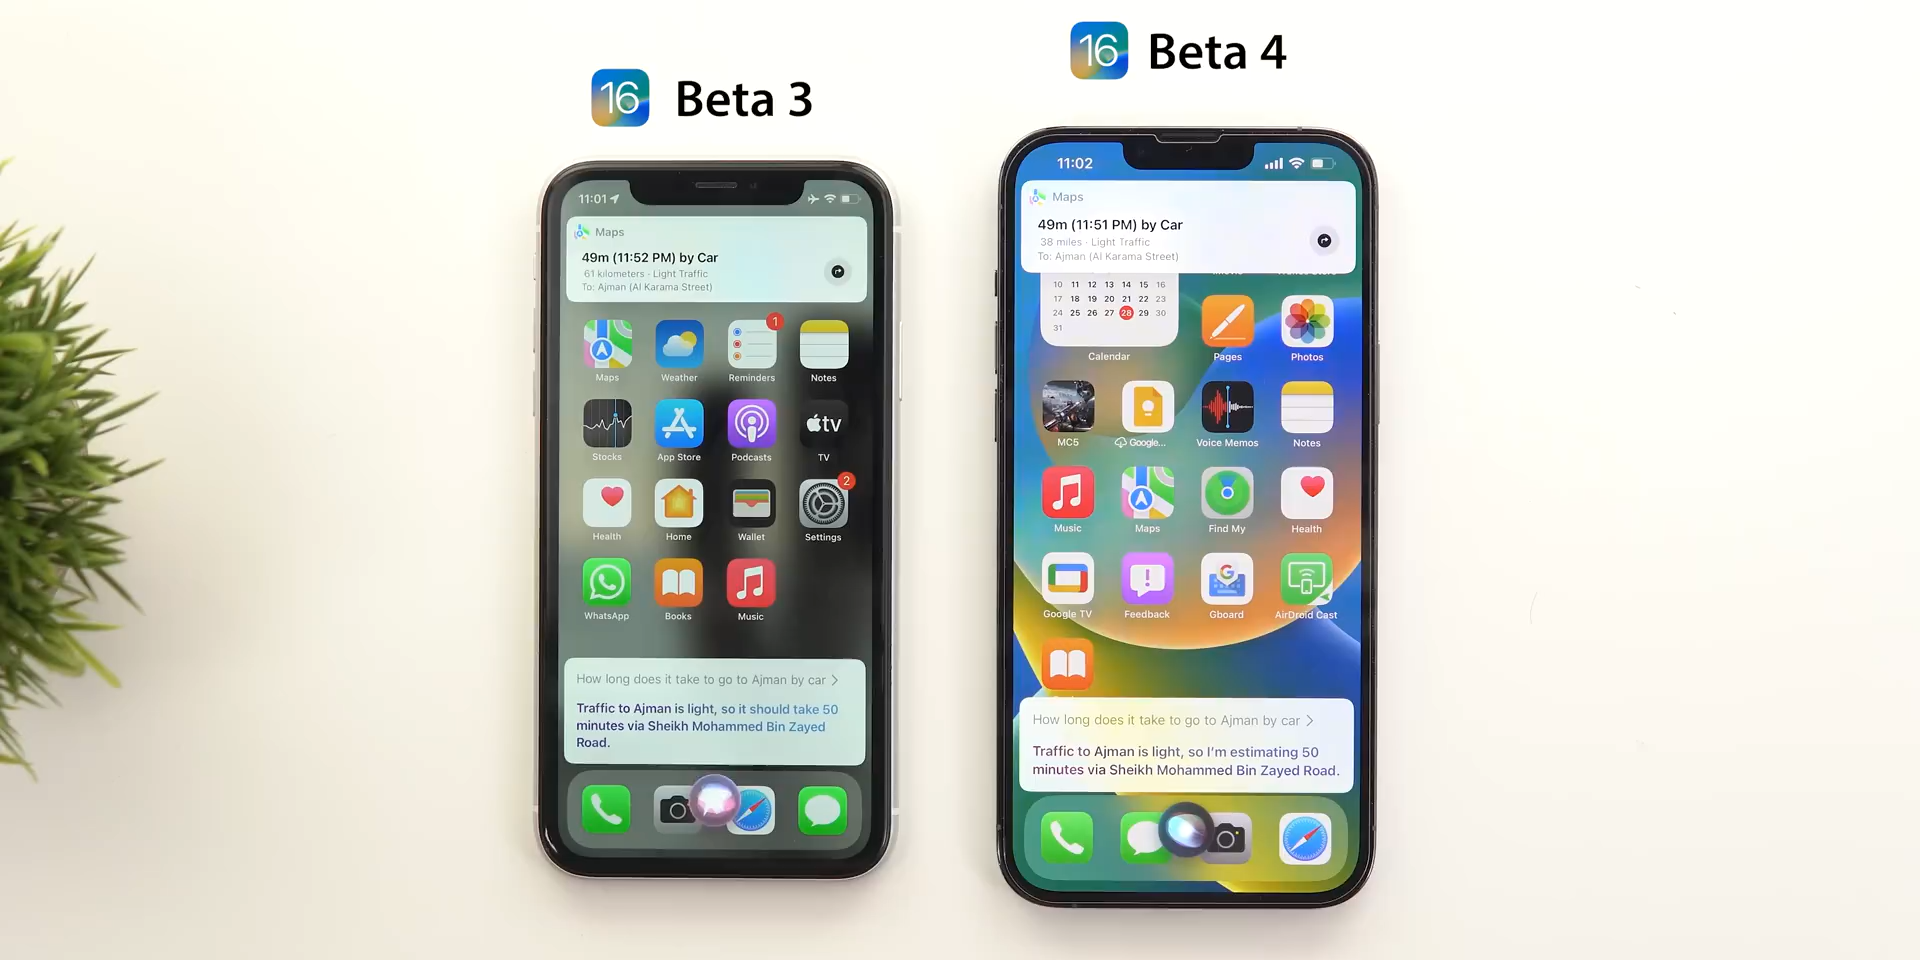 16 Beta 3
16 Beta 4
11:01
Maps
49m (11:52 PM) by Car
61 kilometers · Light Traffic
To: Ajman (Al Karama Street)
Maps
Weather
1
Reminders
Notes
Stocks
App Store
Podcasts
tv
TV
Health
Home
Wallet
2
Settings
WhatsApp
Books
Music
How long does it take to go to Ajman by car >
Traffic to Ajman is light, so it should take 50
minutes via Sheikh Mohammed Bin Zayed
Road.
11:02
Maps
49m (11:51 PM) by Car
38 miles · Light Traffic
To: Ajman (Al Karama Street)
10 11 12 13 14 15 16
17 18 19 20 21 22 23
24 25 26 27 28 29 30
31
Calendar
Pages
Photos
MC5
Google...
Voice Memos
Notes
Music
Maps
Find My
Health
G
Google TV
Feedback
Gboard
AirDroid Cast
How long does it take to go to Ajman by car >
Traffic to Ajman is light, so I'm estimating 50
minutes via Sheikh Mohammed Bin Zayed Road.